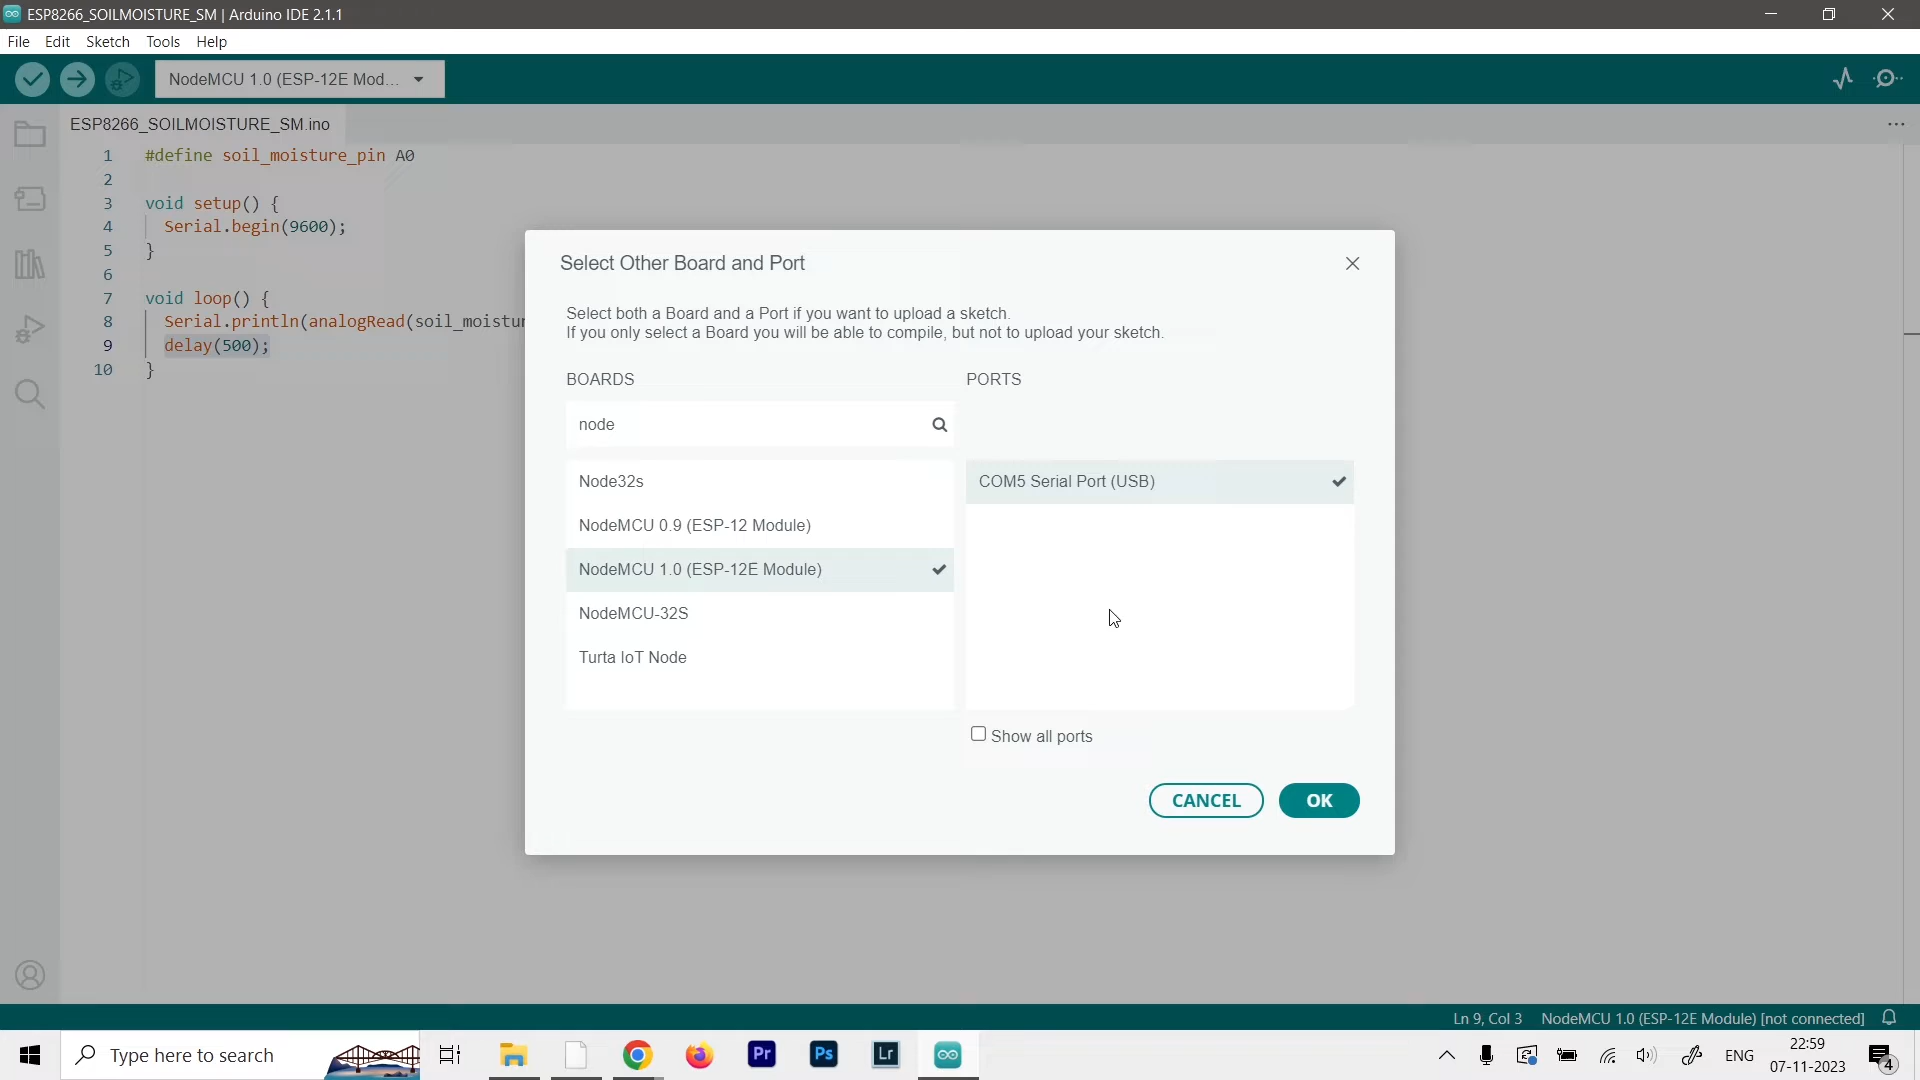 ESP8266_SOILMOISTURE_SM | Arduino IDE 2.1.1
File Edit Sketch Tools Help
NodeMCU 1.0 (ESP-12E Mod...
ESP8266_SOILMOISTURE_SM.ino
1 #define soil_moisture_pin A0
2
3 void setup() {
4 Serial.begin(9600);
5 }
6
7 void loop() {
8 Serial.println(analogRead(soil_moistur
9 delay(500);
10 }
Select Other Board and Port
Select both a Board and a Port if you want to upload a sketch.
If you only select a Board you will be able to compile, but not to upload your sketch.
BOARDS
node
Node32s
NodeMCU 0.9 (ESP-12 Module)
NodeMCU 1.0 (ESP-12E Module)
NodeMCU-32S
Turta IoT Node
PORTS
COM5 Serial Port (USB)
Show all ports
CANCEL OK
Ln 9, Col 3 NodeMCU 1.0 (ESP-12E Module) [not connected]
Type here to search
Pr Ps Lr
ENG
22:59
07-11-2023
4